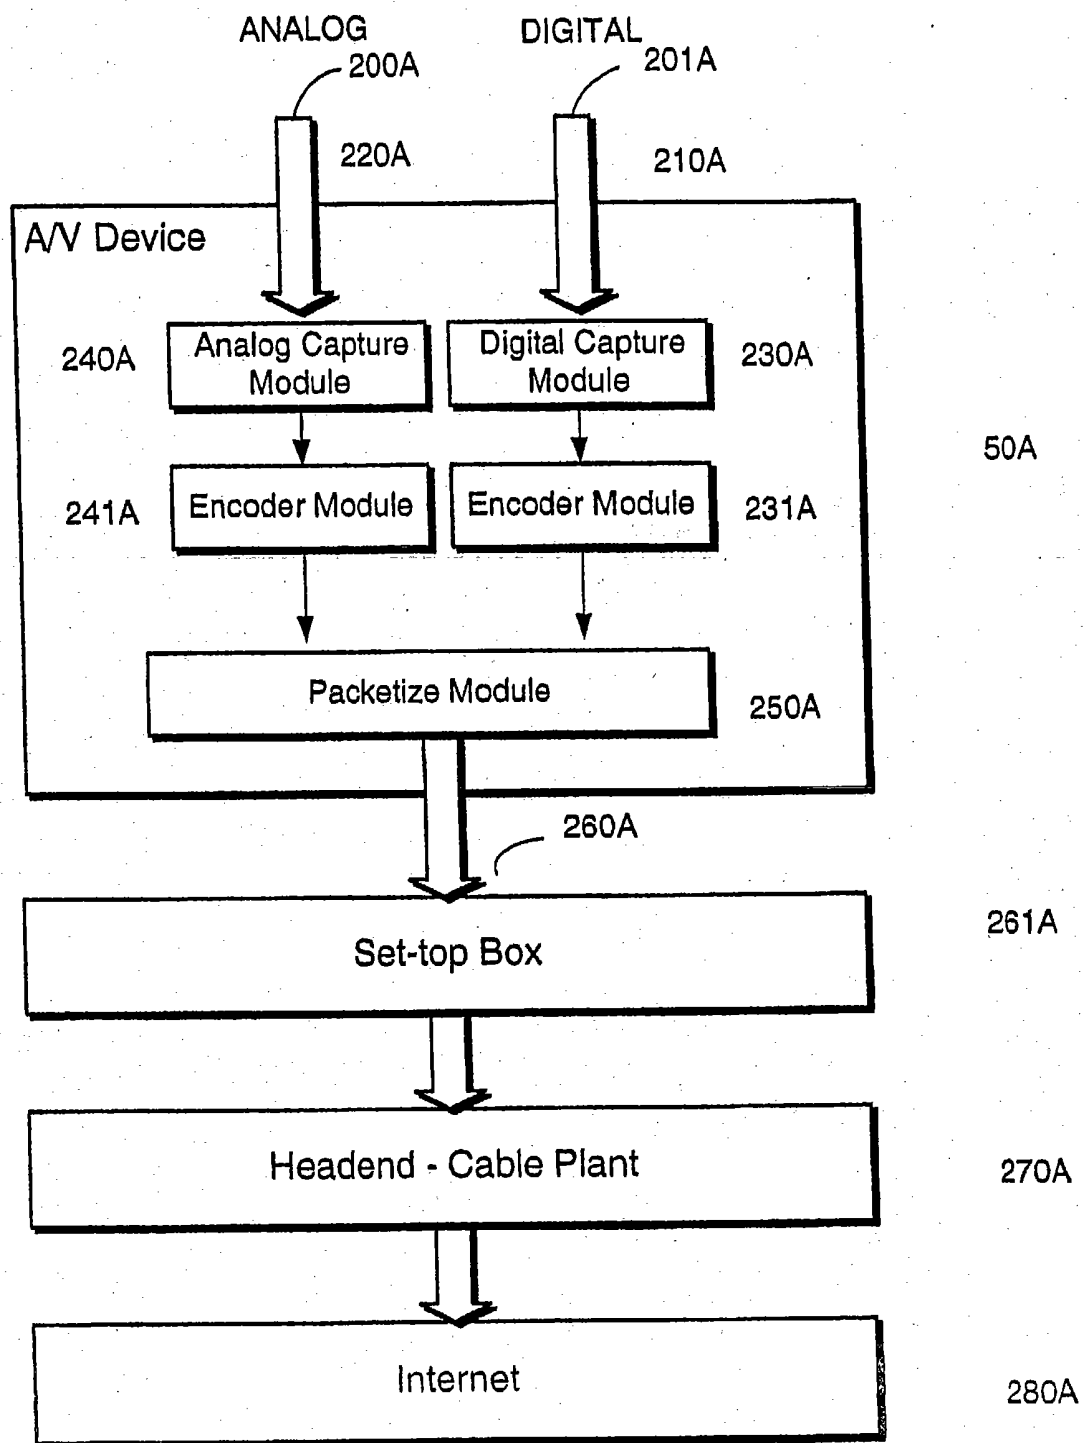 ANALOG
DIGITAL
200A
201A
220A
210A
A/V Device
240A
Analog Capture
Module
Digital Capture
Module
230A
50A
241A
Encoder Module
Encoder Module
231A
Packetize Module
250A
260A
Set-top Box
261A
Headend - Cable Plant
270A
Internet
280A